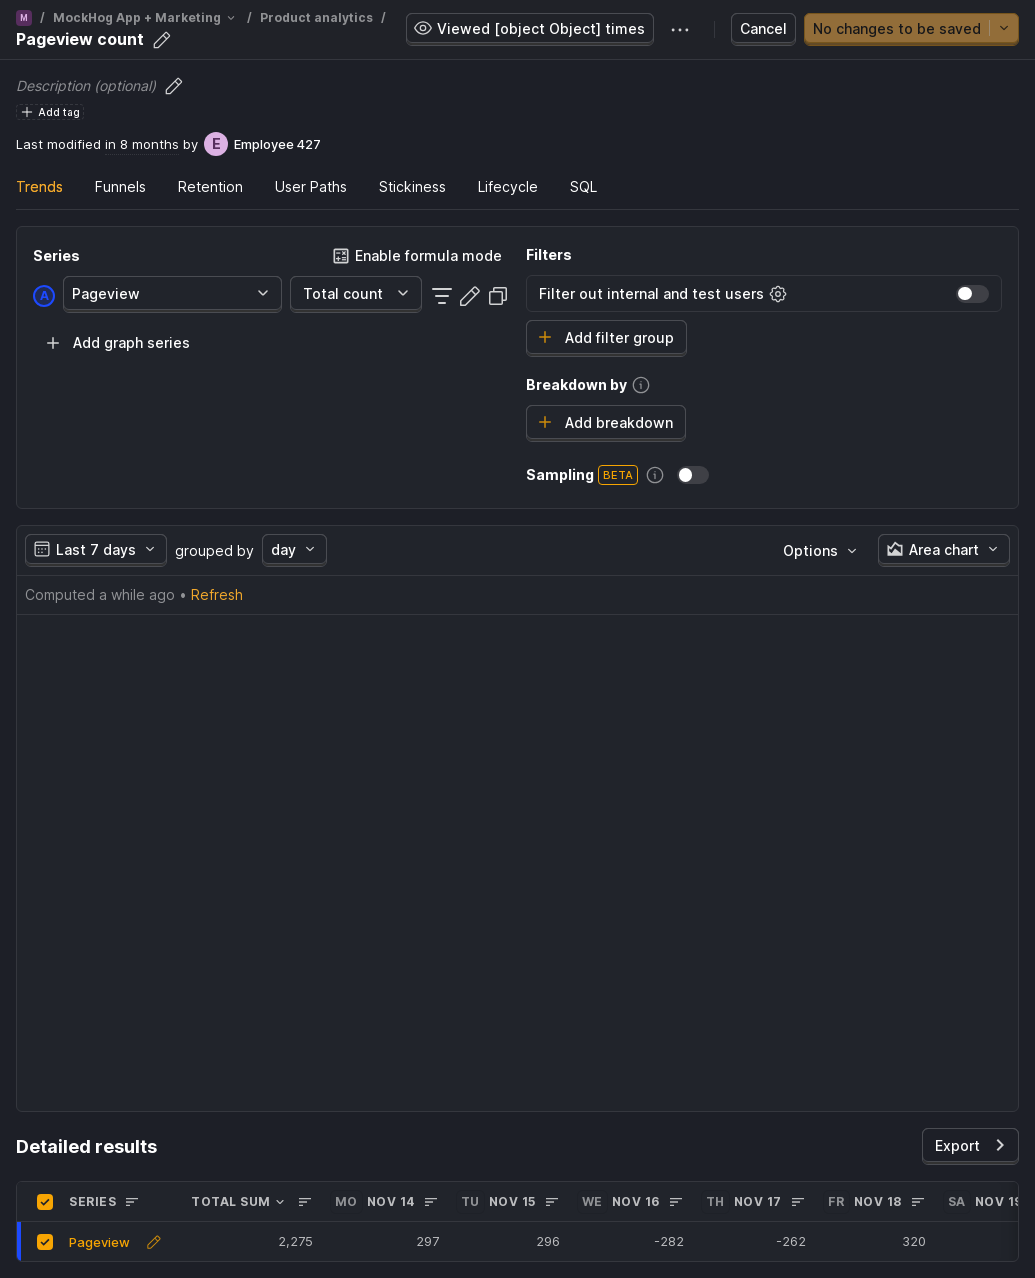 M / MockHog App + Marketing / Product analytics /
Pageview count
Viewed [object Object] times
Cancel
No changes to be saved
Description (optional)
Add tag
Last modified in 8 months by E Employee 427
Trends Funnels Retention User Paths Stickiness Lifecycle SQL
Series
Enable formula mode
A Pageview Total count
Add graph series
Filters
Filter out internal and test users
Add filter group
Breakdown by
Add breakdown
Sampling BETA
Last 7 days grouped by day Options Area chart
Computed a while ago • Refresh
Detailed results
Export
SERIES TOTAL SUM MO NOV 14 TU NOV 15 WE NOV 16 TH NOV 17 FR NOV 18 SA NOV 19
Pageview 2,275 297 296 -282 -262 320